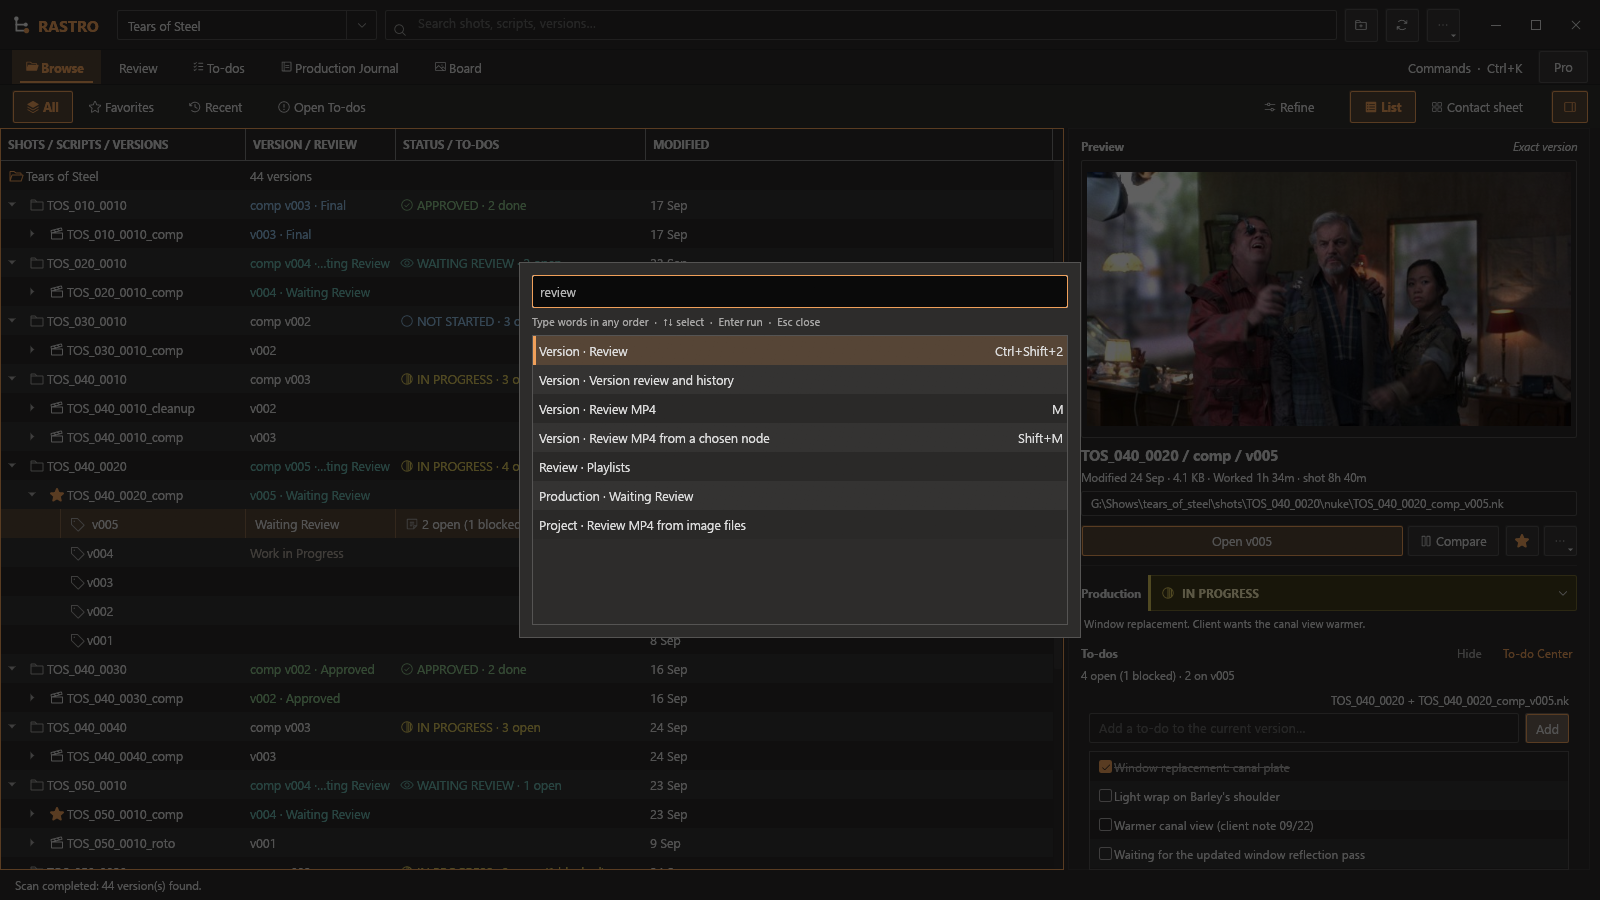 RASTRO
Tears of Steel
Search shots, scripts, versions...
Browse
Review
To-dos
Production Journal
Board
Commands · Ctrl+K
Pro
All
Favorites
Recent
Open To-dos
Refine
List
Contact sheet
SHOTS / SCRIPTS / VERSIONS VERSION / REVIEW STATUS / TO-DOS MODIFIED
Tears of Steel 44 versions
TOS_010_0010 comp v003 · Final APPROVED · 2 done 17 Sep
TOS_010_0010_comp v003 · Final 17 Sep
TOS_020_0010 comp v004 ·...ting Review WAITING REVIEW ·
TOS_020_0010_comp v004 · Waiting Review
TOS_030_0010 comp v002 NOT STARTED · 3 o
TOS_030_0010_comp v002
TOS_040_0010 comp v003 IN PROGRESS · 3 o
TOS_040_0010_cleanup v002
TOS_040_0010_comp v003
TOS_040_0020 comp v005 ·...ting Review IN PROGRESS · 4 o
TOS_040_0020_comp v005 · Waiting Review
v005 Waiting Review 2 open (1 blocked
v004 Work in Progress
v003
v002
v001 8 Sep
TOS_040_0030 comp v002 · Approved APPROVED · 2 done 16 Sep
TOS_040_0030_comp v002 · Approved 16 Sep
TOS_040_0040 comp v003 IN PROGRESS · 3 open 24 Sep
TOS_040_0040_comp v003 24 Sep
TOS_050_0010 comp v004 ·...ting Review WAITING REVIEW · 1 open 23 Sep
TOS_050_0010_comp v004 · Waiting Review 23 Sep
TOS_050_0010_roto v001 9 Sep
Scan completed: 44 version(s) found.
review
Type words in any order · ↑↓ select · Enter run · Esc close
Version · Review Ctrl+Shift+2
Version · Version review and history
Version · Review MP4 M
Version · Review MP4 from a chosen node Shift+M
Review · Playlists
Production · Waiting Review
Project · Review MP4 from image files
Preview Exact version
TOS_040_0020 / comp / v005
Modified 24 Sep · 4.1 KB · Worked 1h 34m · shot 8h 40m
G:\Shows\tears_of_steel\shots\TOS_040_0020\nuke\TOS_040_0020_comp_v005.nk
Open v005
Compare
Production IN PROGRESS
Window replacement. Client wants the canal view warmer.
To-dos Hide To-do Center
4 open (1 blocked) · 2 on v005
TOS_040_0020 + TOS_040_0020_comp_v005.nk
Add a to-do to the current version... Add
Window replacement: canal plate
Light wrap on Barley's shoulder
Warmer canal view (client note 09/22)
Waiting for the updated window reflection pass